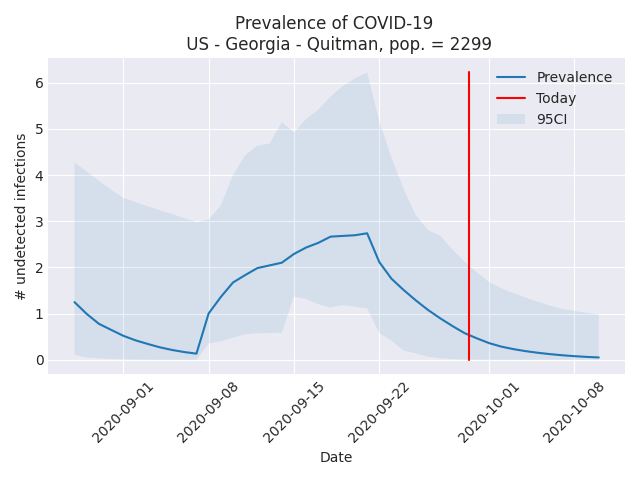 Prevalence of COVID-19
US - Georgia - Quitman, pop. = 2299
Prevalence
Today
95CI
# undetected infections
6
5
4
3
2
1
0
2020-09-01
2020-09-08
2020-09-15
2020-09-22
2020-10-01
2020-10-08
Date